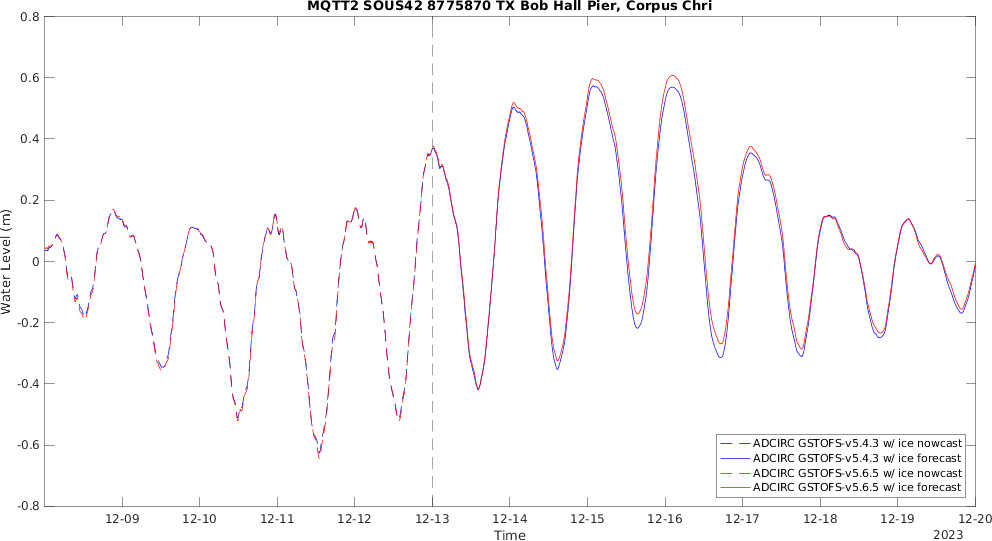 MQTT2 SOUS42 8775870 TX Bob Hall Pier, Corpus Chri
0.8
0.6
0.4
0.2
0
-0.2
-0.4
-0.6
-0.8
Water Level (m)
ADCIRC GSTOFS-v5.4.3 w/ ice nowcast
ADCIRC GSTOFS-v5.4.3 w/ ice forecast
ADCIRC GSTOFS-v5.6.5 w/ ice nowcast
ADCIRC GSTOFS-v5.6.5 w/ ice forecast
12-09 12-10 12-11 12-12 12-13 12-14 12-15 12-16 12-17 12-18 12-19 12-20
Time
2023